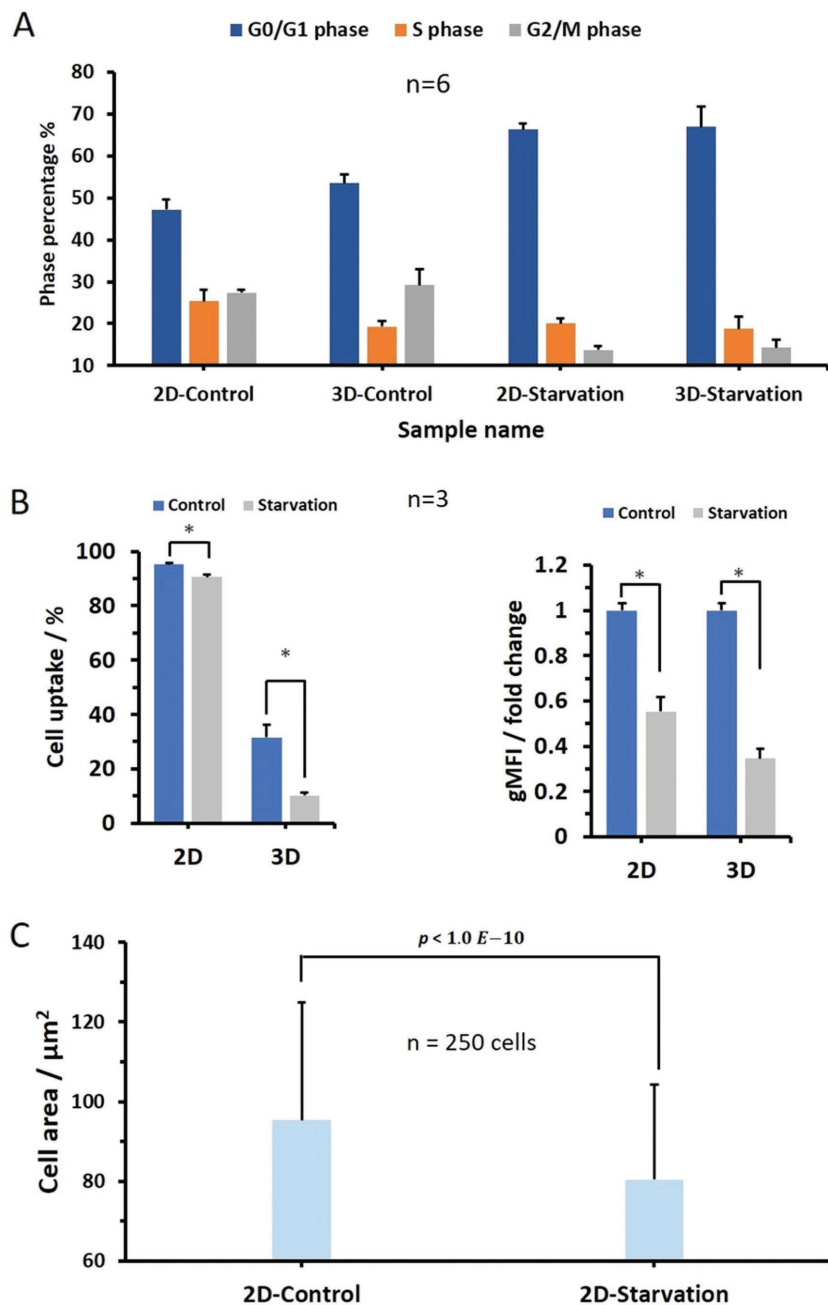 A
G0/G1 phase S phase G2/M phase
n=6
80
70
60
50
40
30
20
10
Phase percentage %
2D-Control 3D-Control 2D-Starvation 3D-Starvation
Sample name
B
Control Starvation
n=3
100
80
60
40
20
0
Cell uptake / %
*
*
2D 3D
Control Starvation
1.2
1
0.8
0.6
0.4
0.2
0
gMFI / fold change
*
*
2D 3D
C
p < 1.0 E−10
n = 250 cells
140
120
100
80
60
Cell area / µm²
2D-Control 2D-Starvation